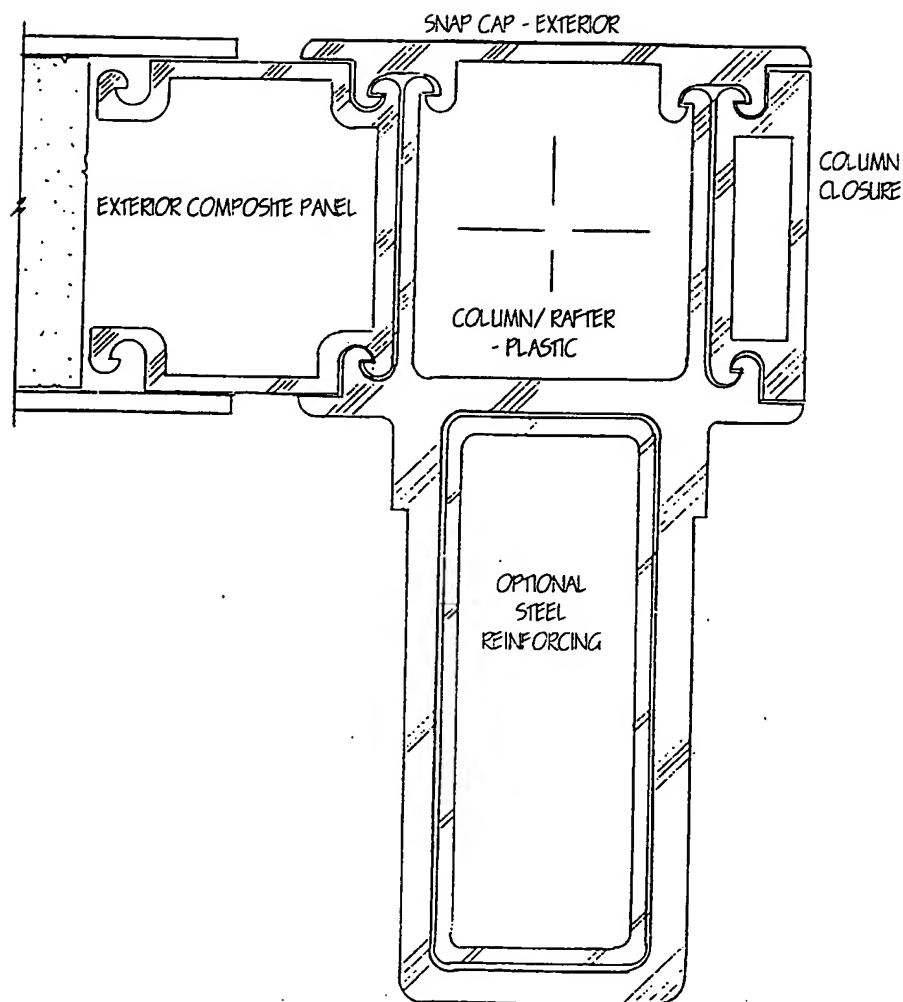 SNAP CAP - EXTERIOR
COLUMN
CLOSURE
EXTERIOR COMPOSITE PANEL
COLUMN/ RAFTER
- PLASTIC
OPTIONAL
STEEL
REINFORCING